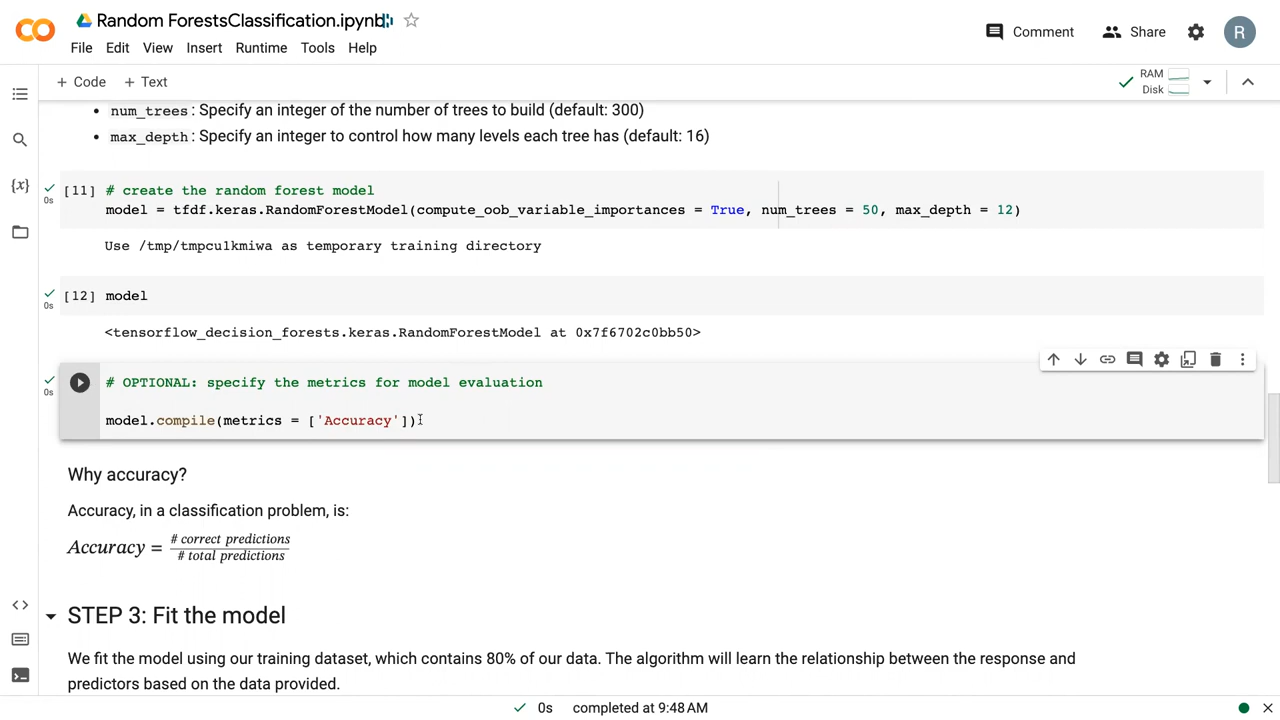 Random ForestsClassification.ipynb
File Edit View Insert Runtime Tools Help
Comment
Share
R
+ Code + Text
RAM
Disk
• num_trees: Specify an integer of the number of trees to build (default: 300)
• max_depth: Specify an integer to control how many levels each tree has (default: 16)
[11] # create the random forest model
0s
model = tfdf.keras.RandomForestModel(compute_oob_variable_importances = True, num_trees = 50, max_depth = 12)
Use /tmp/tmpcu1kmiwa as temporary training directory
[12] model
0s
<tensorflow_decision_forests.keras.RandomForestModel at 0x7f6702c0bb50>
# OPTIONAL: specify the metrics for model evaluation
0s
model.compile(metrics = ['Accuracy'])
Why accuracy?
Accuracy, in a classification problem, is:
Accuracy = # correct predictions
# total predictions
STEP 3: Fit the model
We fit the model using our training dataset, which contains 80% of our data. The algorithm will learn the relationship between the response and
predictors based on the data provided.
0s completed at 9:48 AM